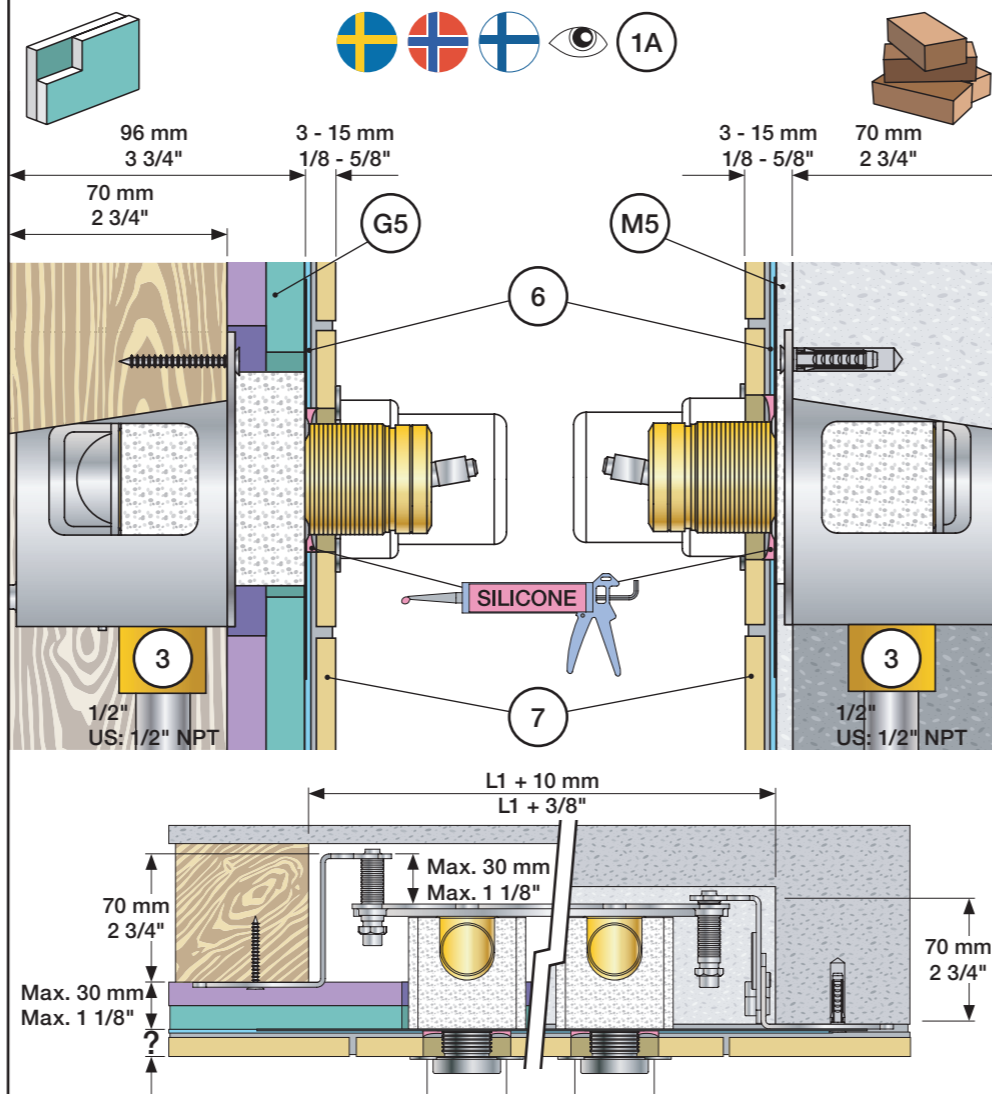 1A
96 mm
3 3/4"
3 - 15 mm
1/8 - 5/8"
3 - 15 mm
1/8 - 5/8"
70 mm
2 3/4"
70 mm
2 3/4"
G5
M5
6
SILICONE
3
3
1/2"
US: 1/2" NPT
7
1/2"
US: 1/2" NPT
L1 + 10 mm
L1 + 3/8"
Max. 30 mm
Max. 1 1/8"
70 mm
2 3/4"
70 mm
2 3/4"
Max. 30 mm
Max. 1 1/8"
?